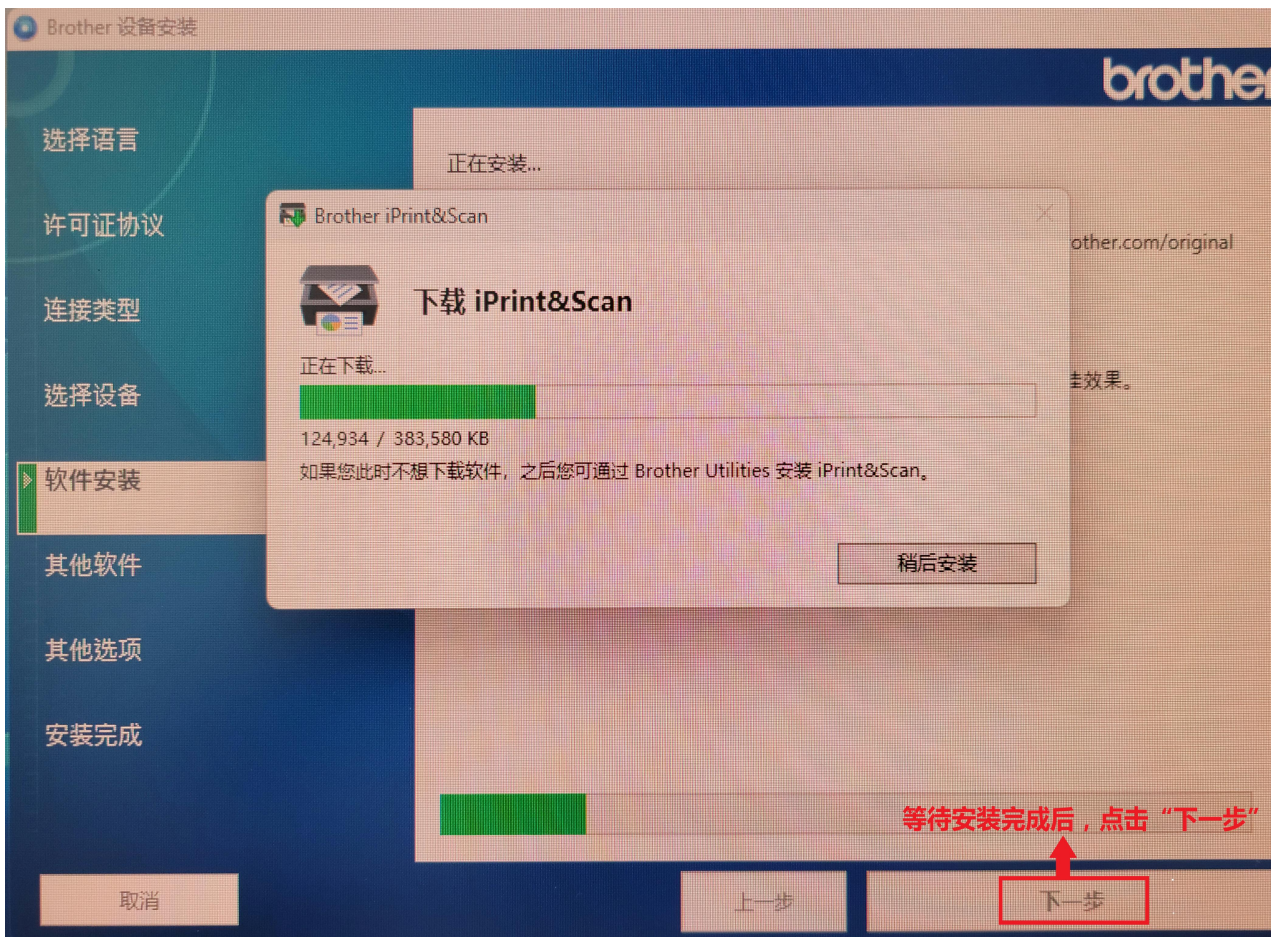 Brother 设备安装
brother
选择语言
许可证协议
连接类型
选择设备
软件安装
其他软件
其他选项
安装完成
正在安装...
other.com/original
佳效果。
Brother iPrint&Scan
下载 iPrint&Scan
正在下载...
124,934 / 383,580 KB
如果您此时不想下载软件，之后您可通过 Brother Utilities 安装 iPrint&Scan。
稍后安装
等待安装完成后，点击“下一步”
取消
上一步
下一步